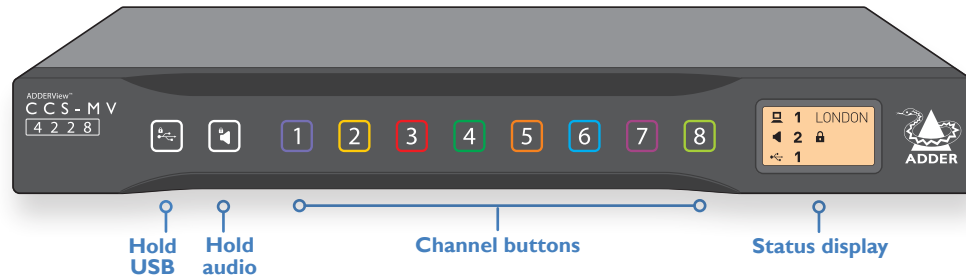 ADDERView™
CCS-MV
4228
1 2 3 4 5 6 7 8
1 LONDON
2
1
ADDER
Hold USB
Hold audio
Channel buttons
Status display